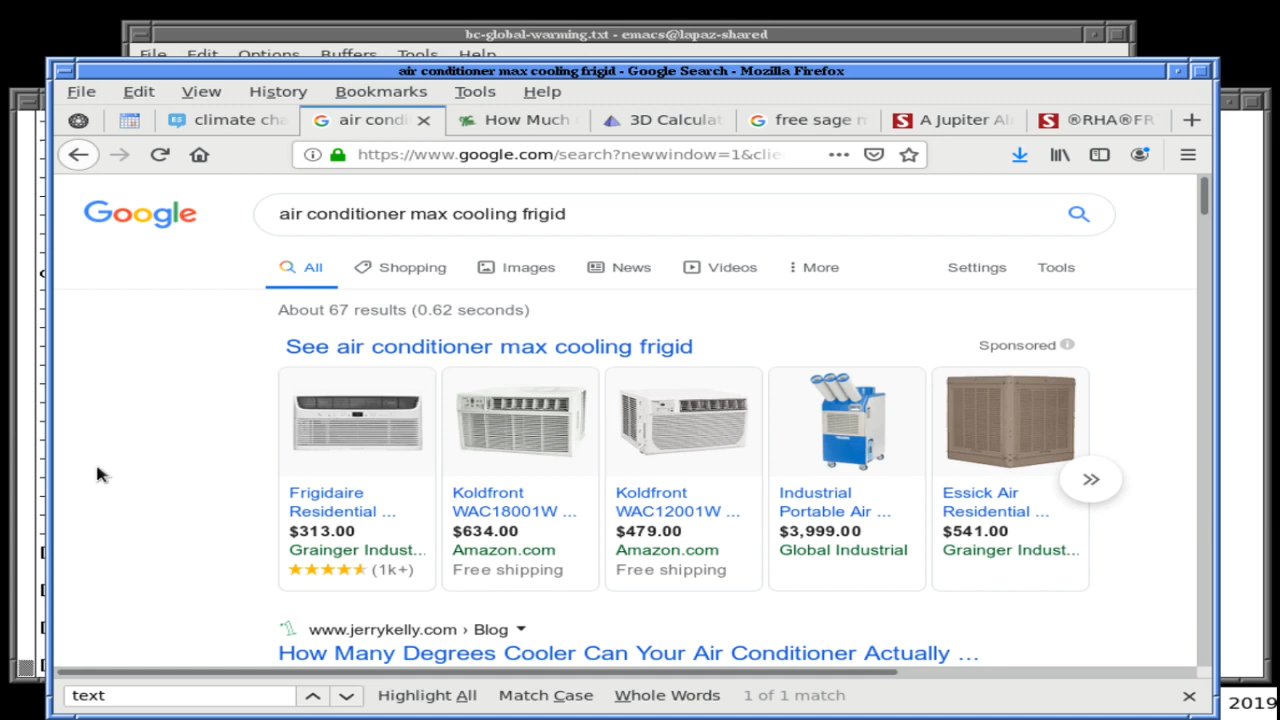 bc-global-warming.txt - emacs@lapaz-shared
File Edit Options Buffers Tools Help
air conditioner max cooling frigid - Google Search - Mozilla Firefox
File Edit View History Bookmarks Tools Help
climate cha air condi How Much 3D Calculat free sage m A Jupiter Al ®RHA®FR
https://www.google.com/search?newwindow=1&clie
Google
air conditioner max cooling frigid
All Shopping Images News Videos More Settings Tools
About 67 results (0.62 seconds)
See air conditioner max cooling frigid Sponsored
Frigidaire Residential ...
$313.00
Grainger Indust...
(1k+)
Koldfront WAC18001W ...
$634.00
Amazon.com
Free shipping
Koldfront WAC12001W ...
$479.00
Amazon.com
Free shipping
Industrial Portable Air ...
$3,999.00
Global Industrial
Essick Air Residential ...
$541.00
Grainger Indust...
www.jerrykelly.com › Blog
How Many Degrees Cooler Can Your Air Conditioner Actually ...
text Highlight All Match Case Whole Words 1 of 1 match
2019